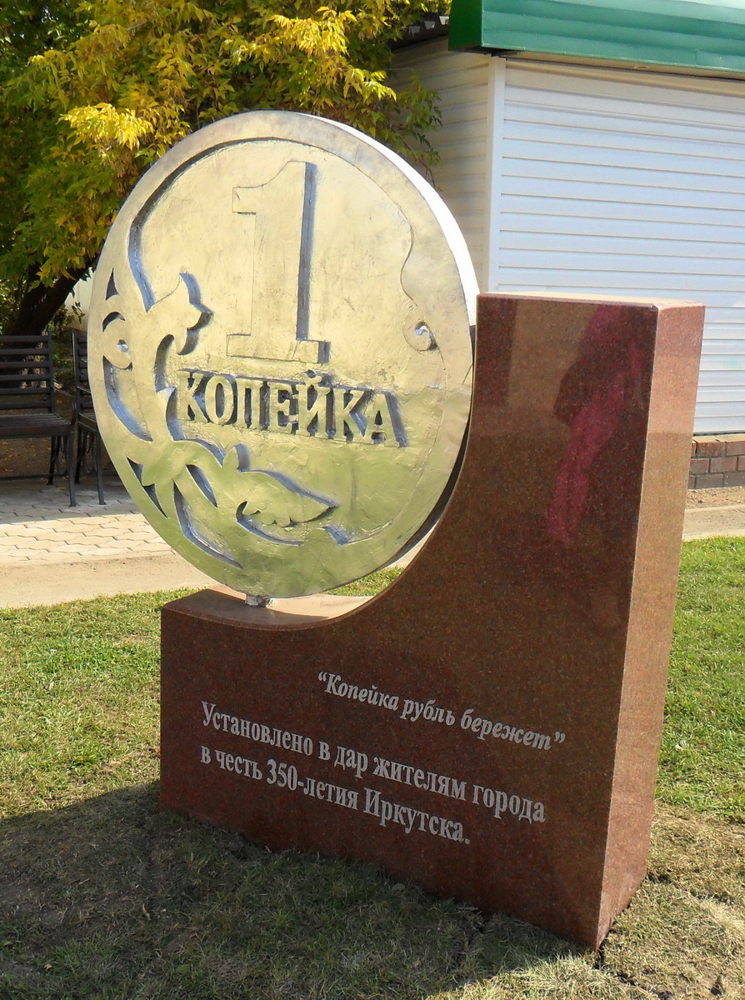 1
КОПЕЙКА
“Копейка рубль бережет”
Установлено в дар жителям города
в честь 350-летия Иркутска.